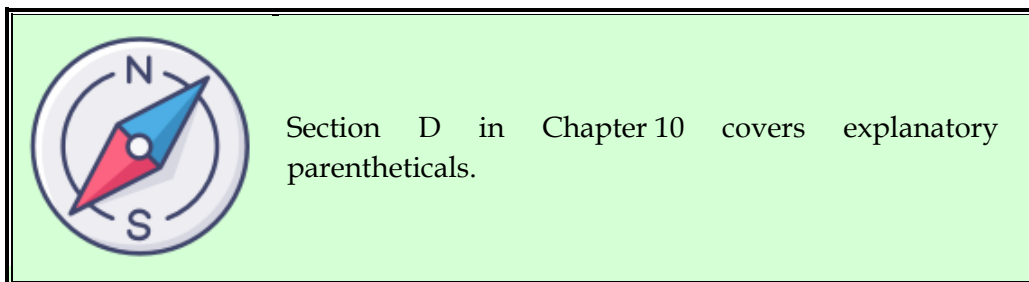 N
Section D in Chapter 10 covers explanatory
parentheticals.
S